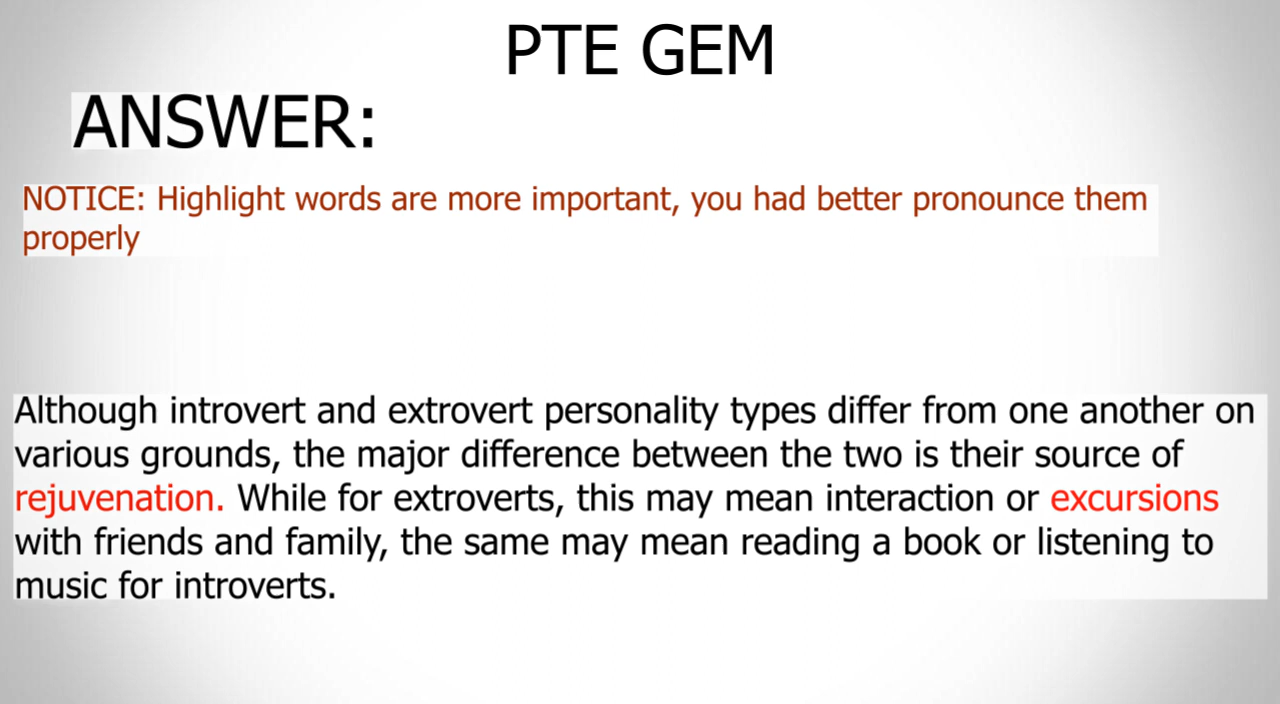 PTE GEM
ANSWER:
NOTICE: Highlight words are more important, you had better pronounce them
properly
Although introvert and extrovert personality types differ from one another on
various grounds, the major difference between the two is their source of
rejuvenation. While for extroverts, this may mean interaction or excursions
with friends and family, the same may mean reading a book or listening to
music for introverts.